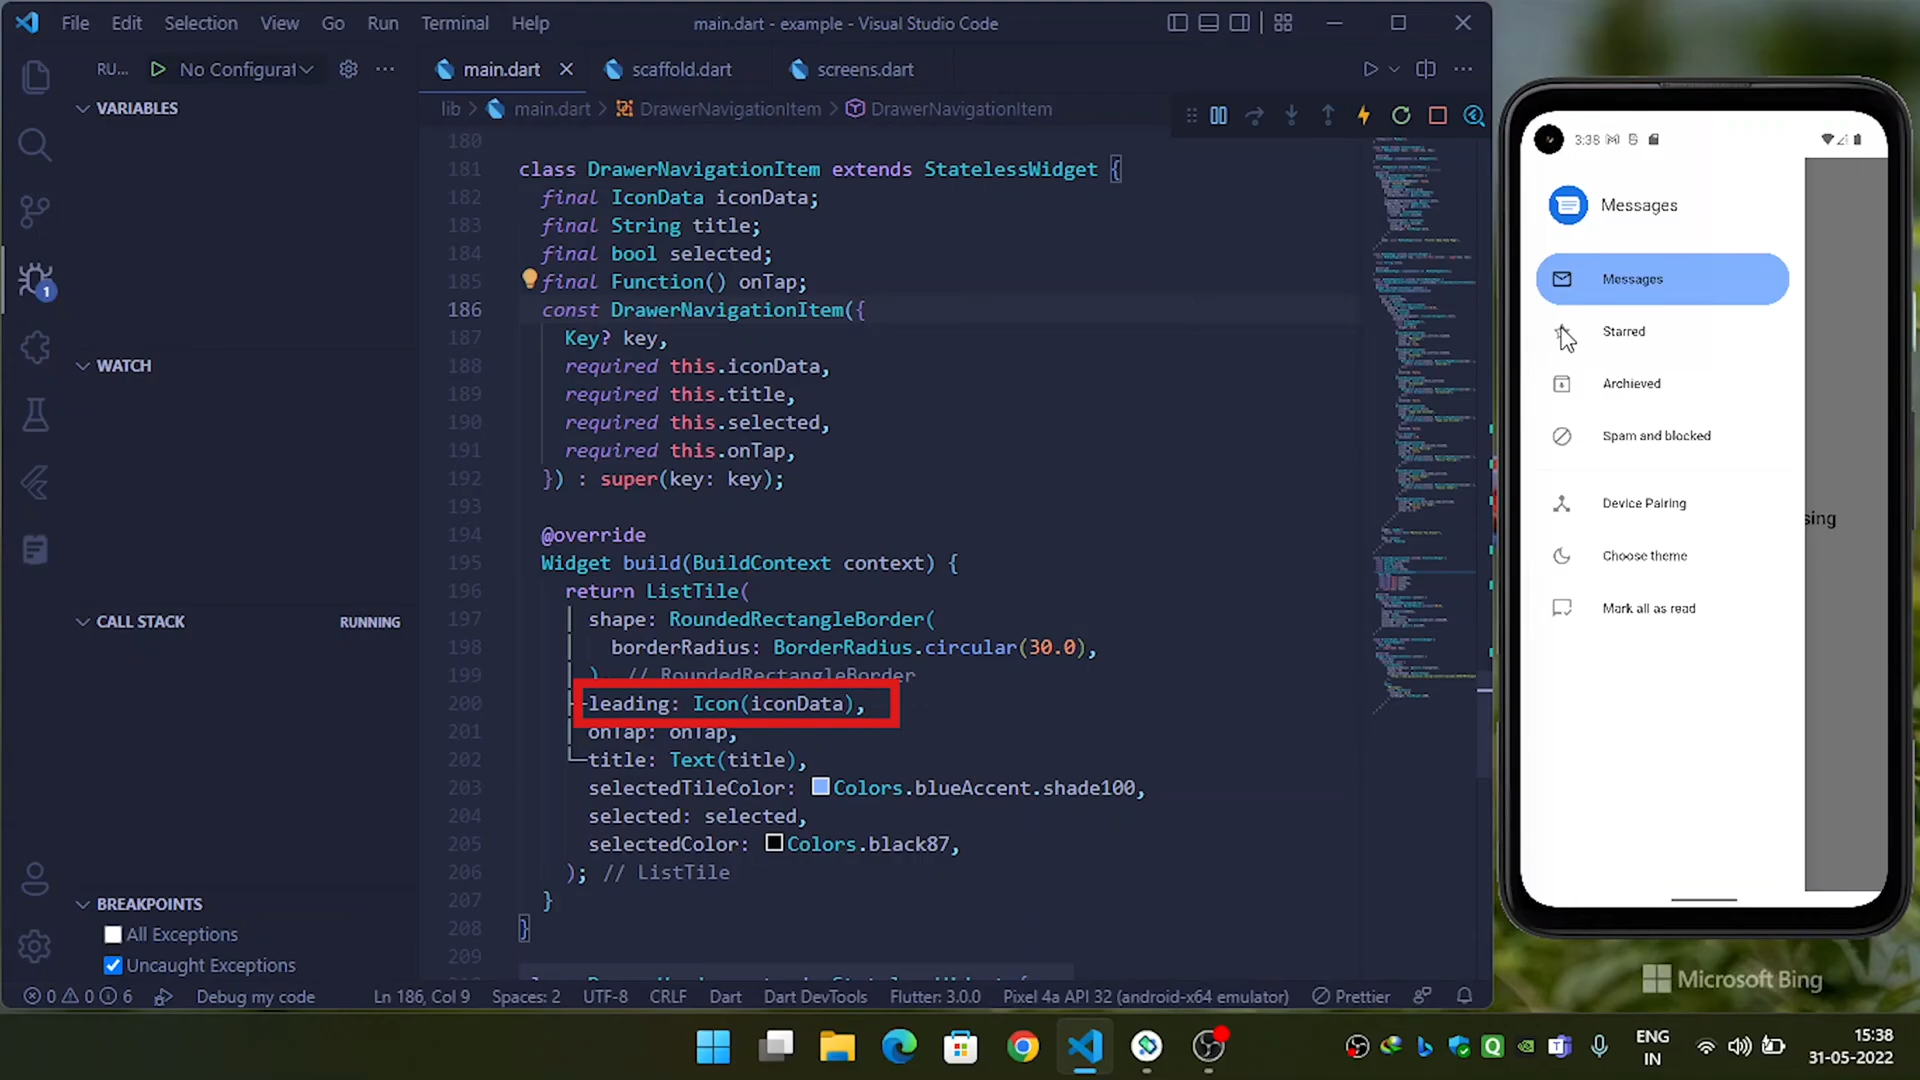 File Edit Selection View Go Run Terminal Help
main.dart - example - Visual Studio Code
RU... No Configurat
main.dart scaffold.dart screens.dart
VARIABLES
lib > main.dart > DrawerNavigationItem > DrawerNavigationItem
180
181 class DrawerNavigationItem extends StatelessWidget {
182 final IconData iconData;
183 final String title;
184 final bool selected;
185 final Function() onTap;
186 const DrawerNavigationItem({
187 Key? key,
188 required this.iconData,
189 required this.title,
190 required this.selected,
191 required this.onTap,
192 }) : super(key: key);
193
194 @override
195 Widget build(BuildContext context) {
196 return ListTile(
197 shape: RoundedRectangleBorder(
198 borderRadius: BorderRadius.circular(30.0),
199 ), // RoundedRectangleBorder
200 leading: Icon(iconData),
201 onTap: onTap,
202 title: Text(title),
203 selectedTileColor: Colors.blueAccent.shade100,
204 selected: selected,
205 selectedColor: Colors.black87,
206 ); // ListTile
207 }
208 }
209
WATCH
CALL STACK RUNNING
BREAKPOINTS
All Exceptions
Uncaught Exceptions
1
0 0 6 Debug my code Ln 186, Col 9 Spaces: 2 UTF-8 CRLF Dart Dart DevTools Flutter: 3.0.0 Pixel 4a API 32 (android-x64 emulator) Prettier
3:38
Messages
Messages
Starred
Archieved
Spam and blocked
Device Pairing
sing
Choose theme
Mark all as read
Microsoft Bing
ENG
IN
15:38
31-05-2022